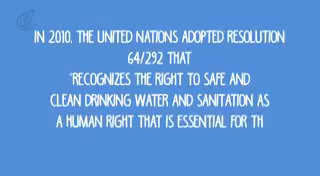 IN 2010, THE UNITED NATIONS ADOPTED RESOLUTION
64/292 THAT
"RECOGNIZES THE RIGHT TO SAFE AND
CLEAN DRINKING WATER AND SANITATION AS
A HUMAN RIGHT THAT IS ESSENTIAL FOR TH